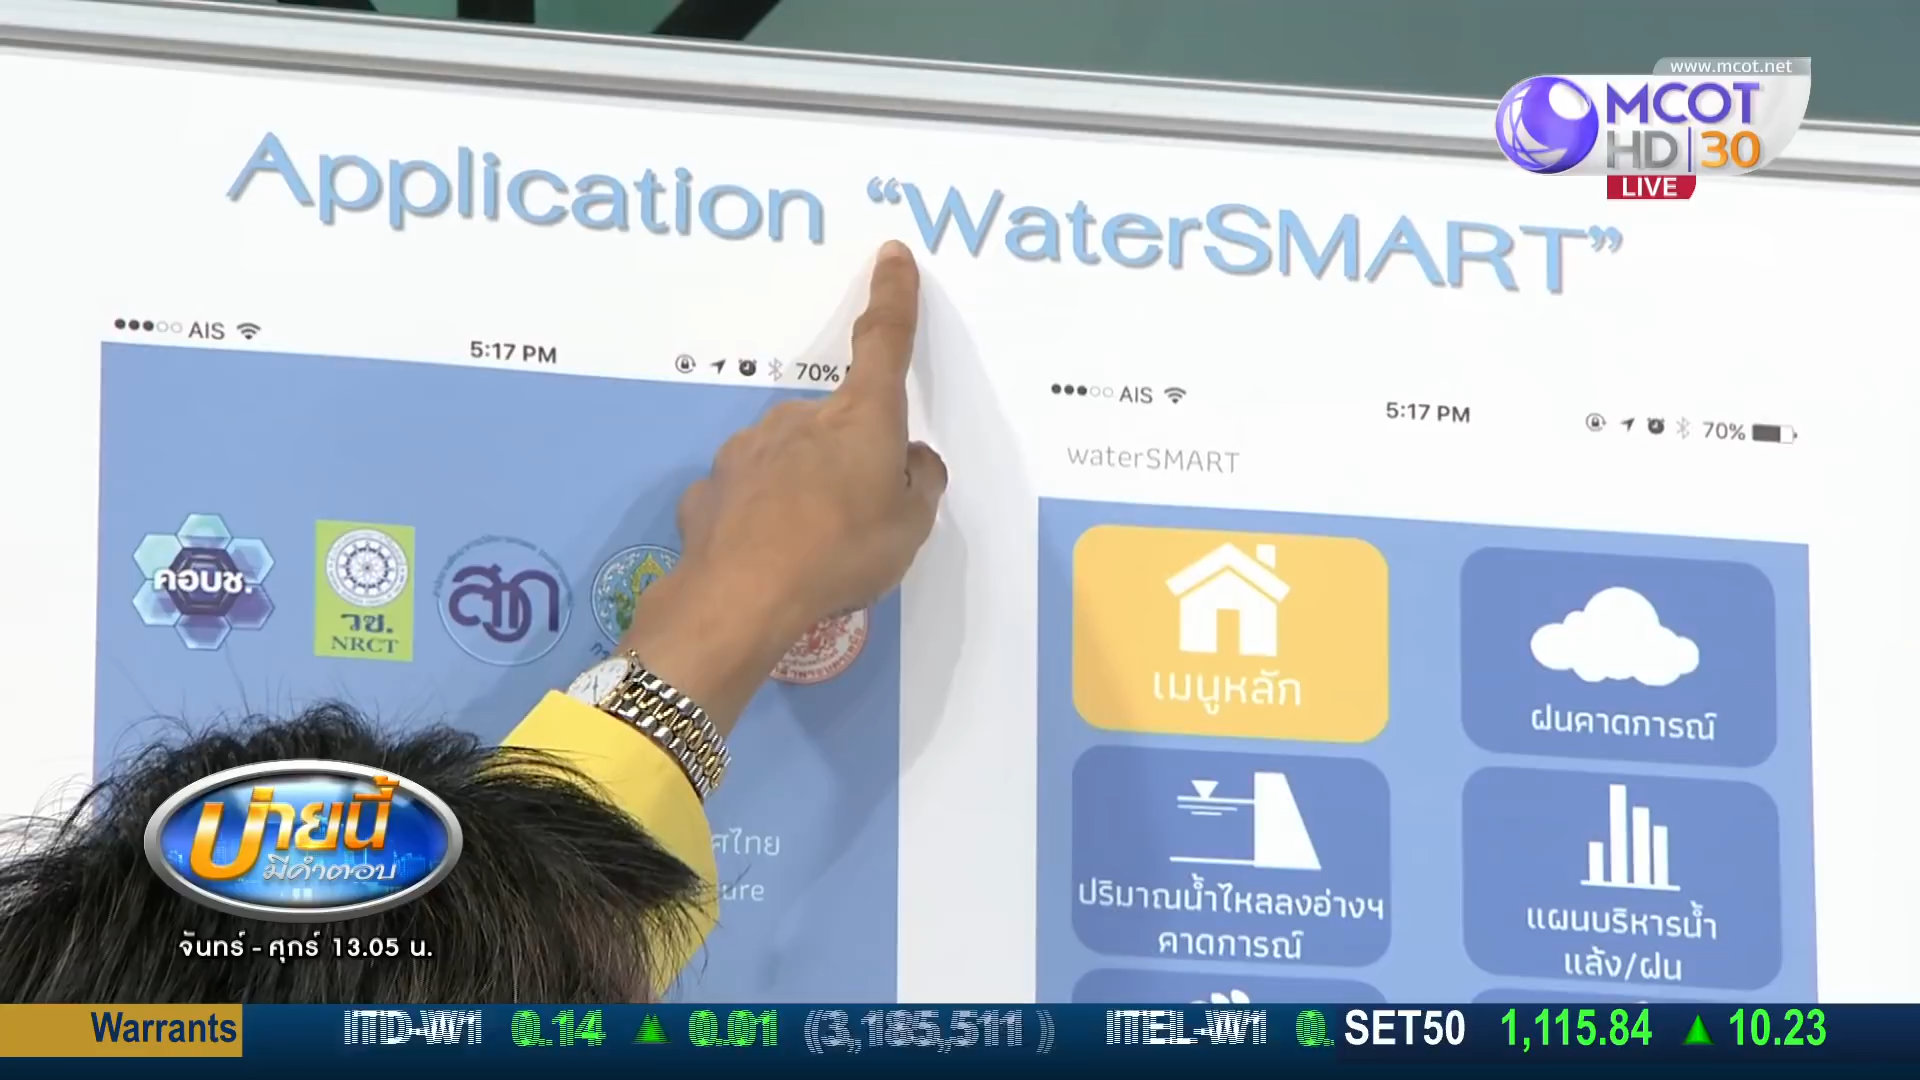 www.mcot.net
MCOT
HD 30
LIVE
Application “WaterSMART”
AIS 5:17 PM 70%
AIS 5:17 PM 70%
waterSMART
คอบช.
วช.
NRCT
สวก
เมนูหลัก
ฝนคาดการณ์
ปริมาณน้ำไหลลงอ่างฯ
คาดการณ์
แผนบริหารน้ำ
แล้ง/ฝน
ศไทย
ure
บ่ายนี้
มีคำตอบ
จันทร์ - ศุกร์ 13.05 น.
Warrants ITD-W1 0.14 ▲ 0.01 (3,185,511) ITEL-W1 0. SET50 1,115.84 ▲ 10.23